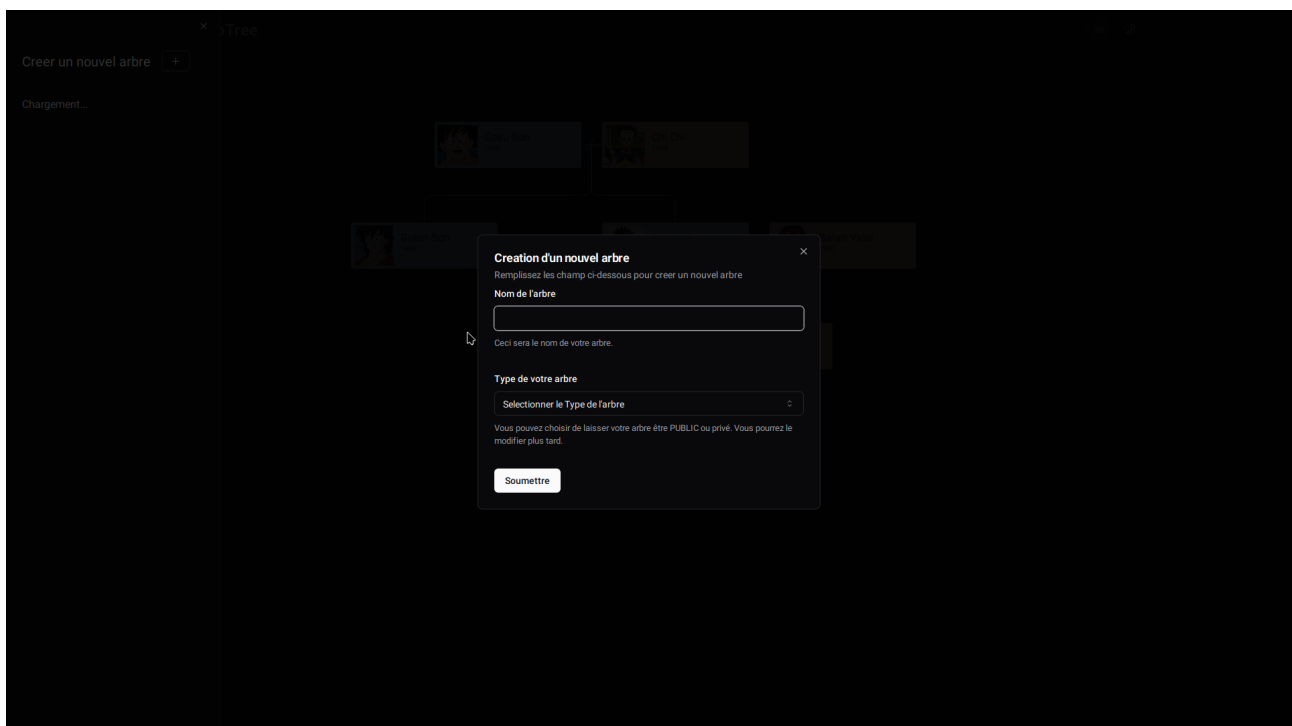 Tree
Creer un nouvel arbre +
Chargement...
Creation d'un nouvel arbre
Remplissez les champ ci-dessous pour creer un nouvel arbre
Nom de l'arbre
Ceci sera le nom de votre arbre.
Type de votre arbre
Selectionner le Type de l'arbre
Vous pouvez choisir de laisser votre arbre être PUBLIC ou privé. Vous pourrez le
modifier plus tard.
Soumettre